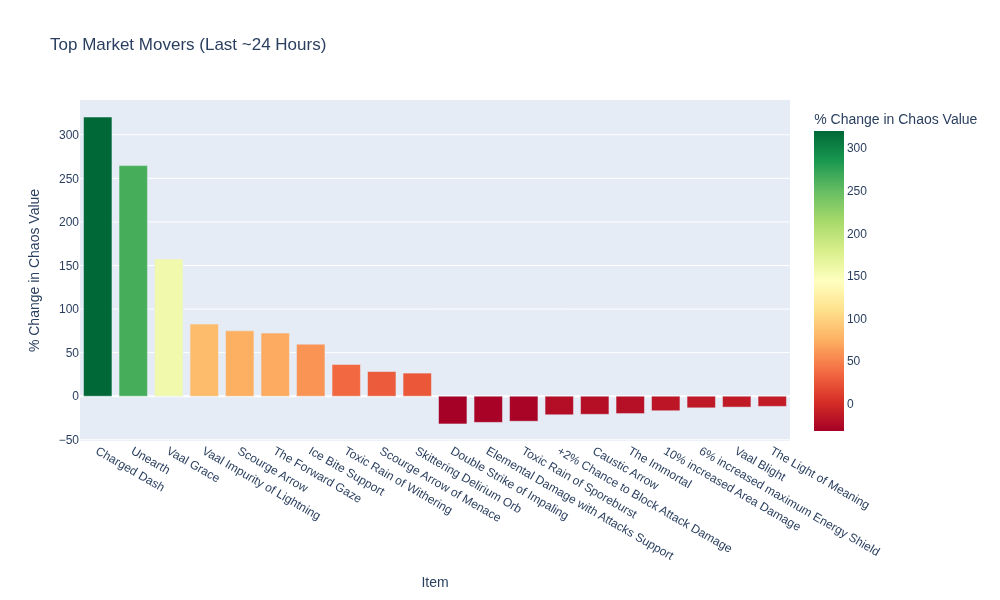 Top Market Movers (Last ~24 Hours)
% Change in Chaos Value
300
250
200
150
100
50
0
−50
% Change in Chaos Value
300
250
200
150
100
50
0
Charged Dash
Unearth
Vaal Grace
Vaal Impurity of Lightning
Scourge Arrow
The Forward Gaze
Ice Bite Support
Toxic Rain of Withering
Scourge Arrow of Menace
Skittering Delirium Orb
Double Strike of Impaling
Elemental Damage with Attacks Support
Toxic Rain of Sporeburst
+2% Chance to Block Attack Damage
Caustic Arrow
The Immortal
10% increased Area Damage
6% increased maximum Energy Shield
Vaal Blight
The Light of Meaning
Item